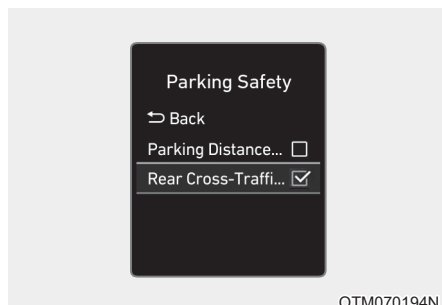 Parking Safety
Back
Parking Distance...
Rear Cross-Traffi...
OTM070194N